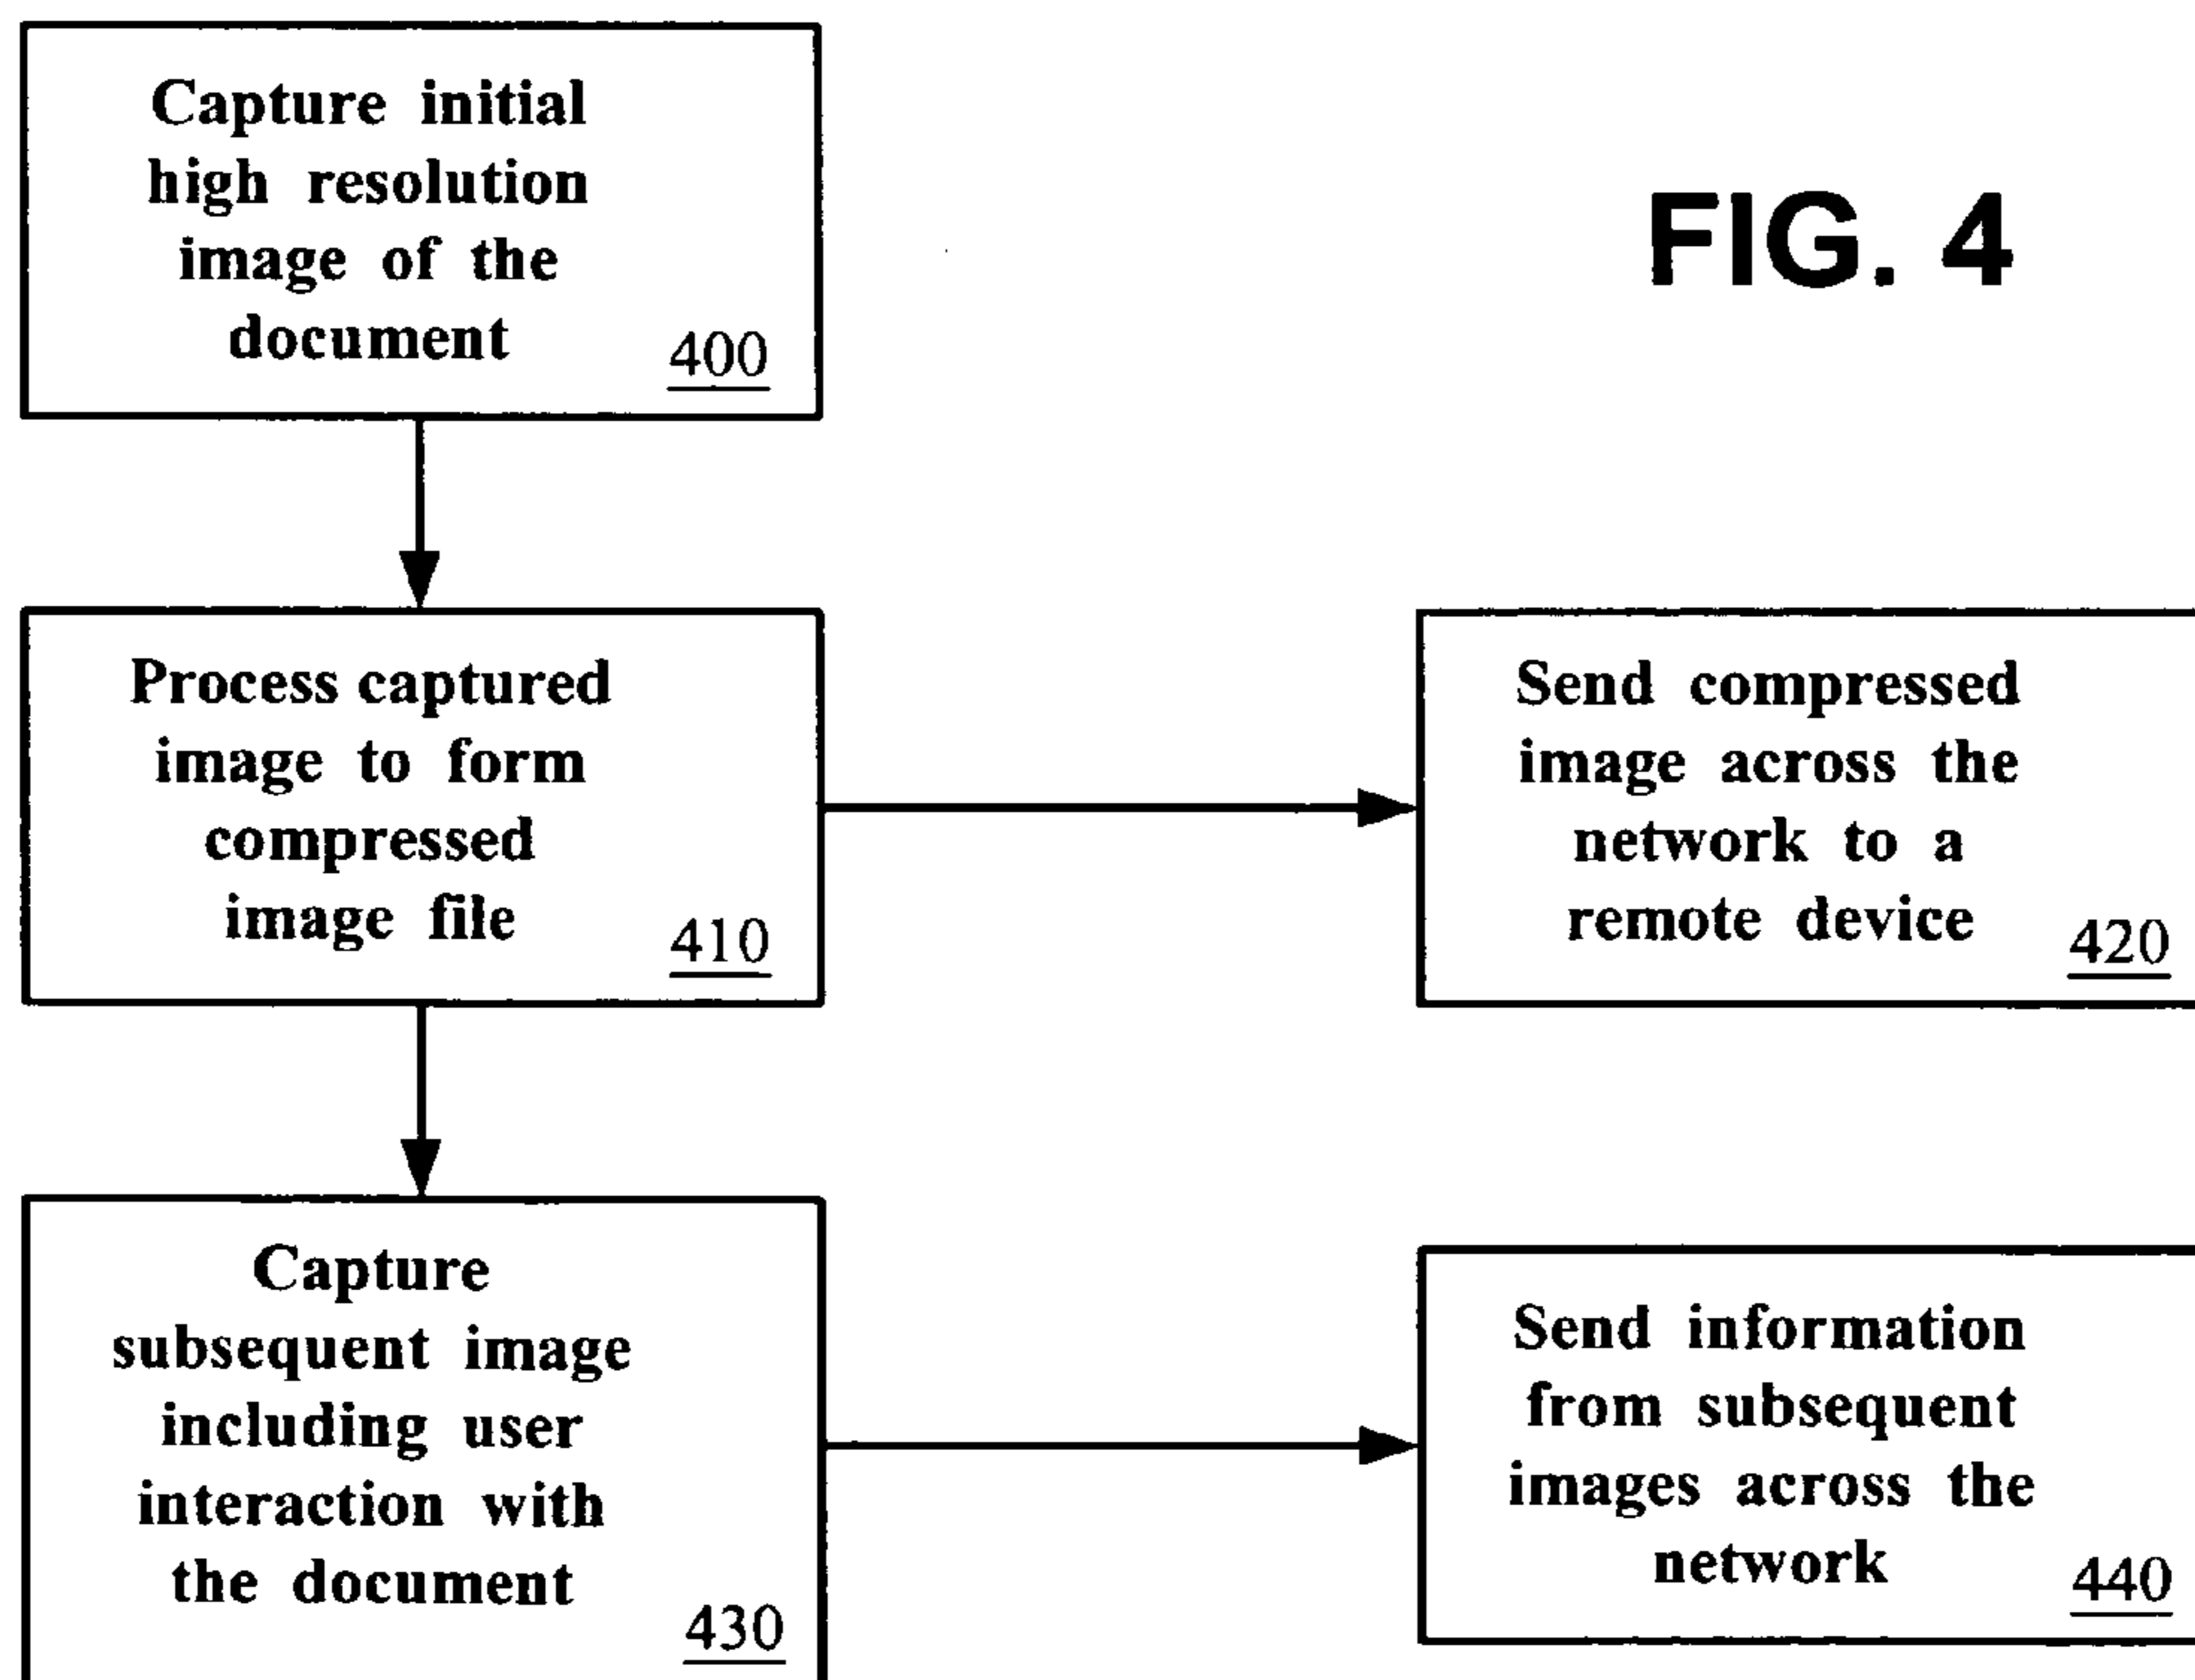 Capture initial
high resolution
image of the
document
400
FIG. 4
Process captured
image to form
compressed
image file
410
Send compressed
image across the
network to a
remote device
420
Capture
subsequent image
including user
interaction with
the document
430
Send information
from subsequent
images across the
network
440